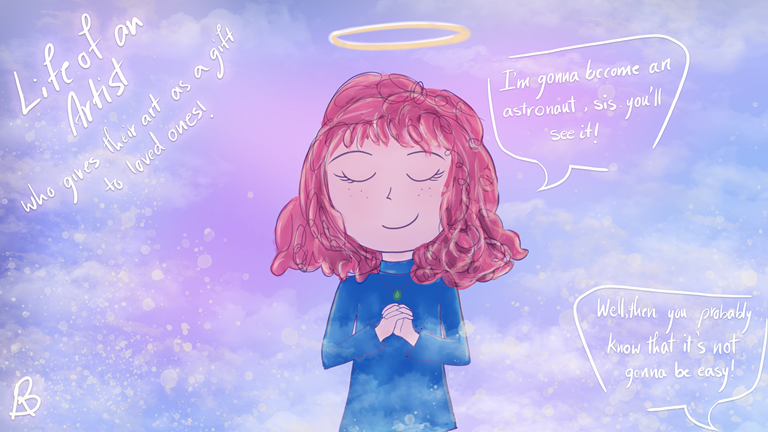 Life of an
Artist
who gives their art as a gift
to loved ones!
I'm gonna become an
astronaut, sis. you'll
see it!
Well, then you probably
know that it's not
gonna be easy!